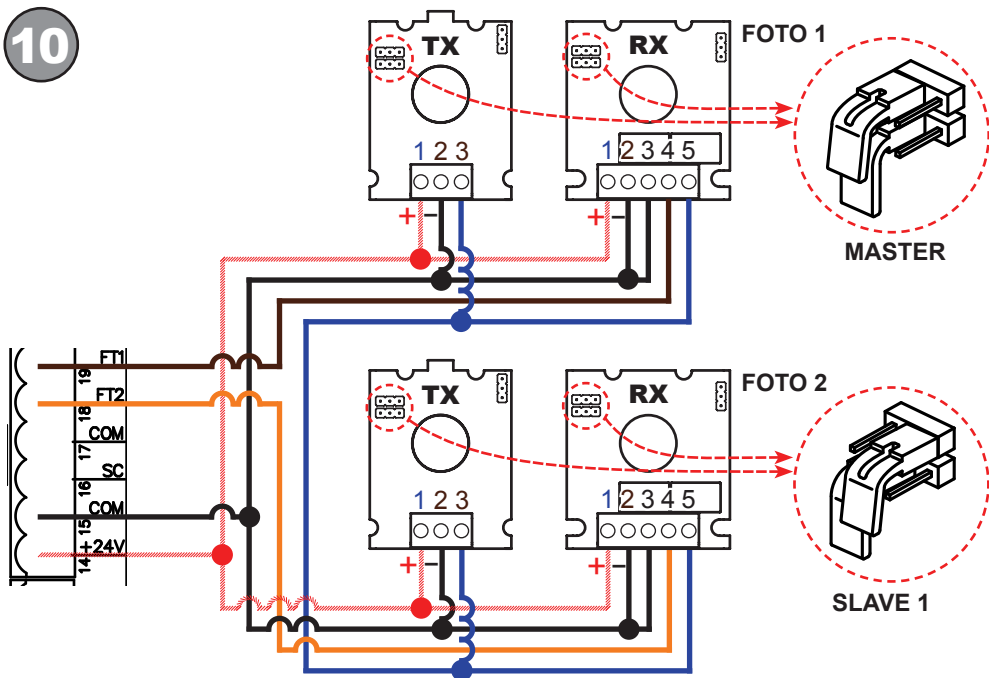 10
TX
RX
FOTO 1
1 2 3
1 2 3 4 5
+ –
+ –
MASTER
FT1
19
FT2
18
COM
17
SC
16
COM
15
+24V
14
TX
RX
FOTO 2
1 2 3
1 2 3 4 5
+ –
+ –
SLAVE 1